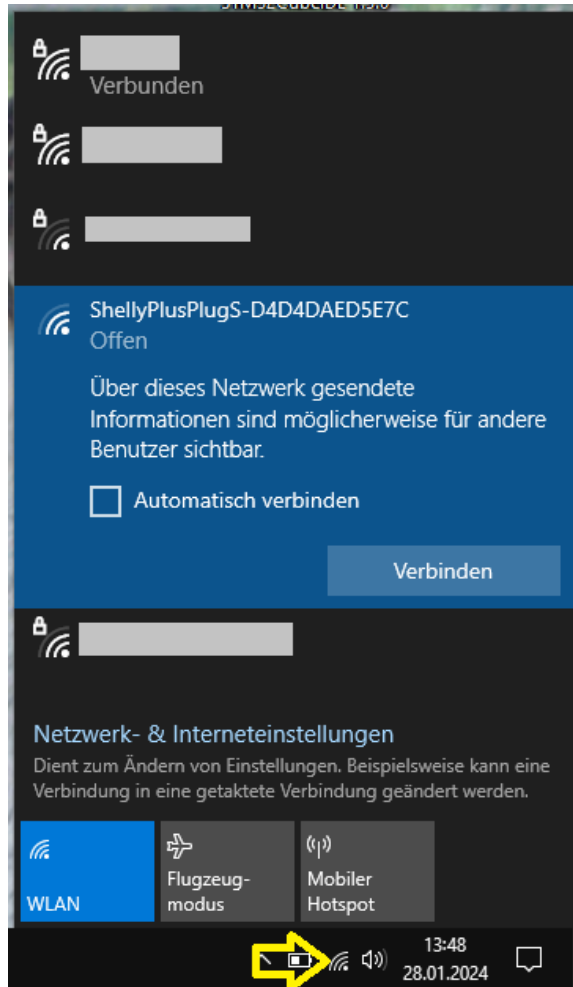 Verbunden
ShellyPlusPlugS-D4D4DAED5E7C
Offen
Über dieses Netzwerk gesendete
Informationen sind möglicherweise für andere
Benutzer sichtbar.
Automatisch verbinden
Verbinden
Netzwerk- & Interneteinstellungen
Dient zum Ändern von Einstellungen. Beispielsweise kann eine
Verbindung in eine getaktete Verbindung geändert werden.
WLAN
Flugzeug-
modus
Mobiler
Hotspot
13:48
28.01.2024